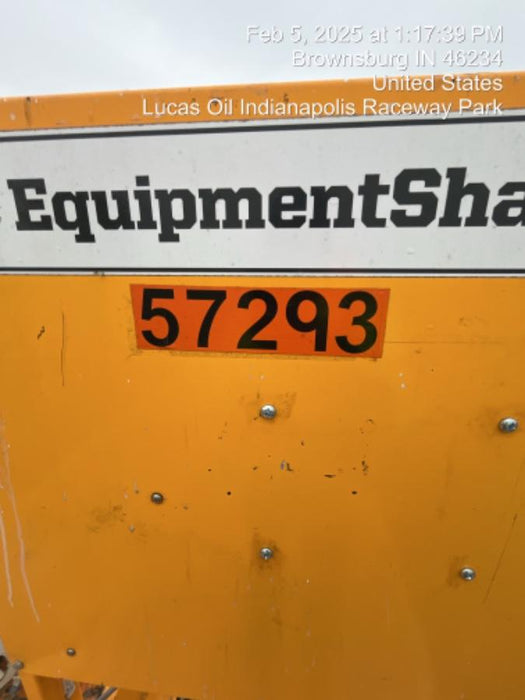 Feb 5, 2025 at 1:17:39 PM
Brownsburg IN 46234
United States
Lucas Oil Indianapolis Raceway Park
EquipmentSha
57293